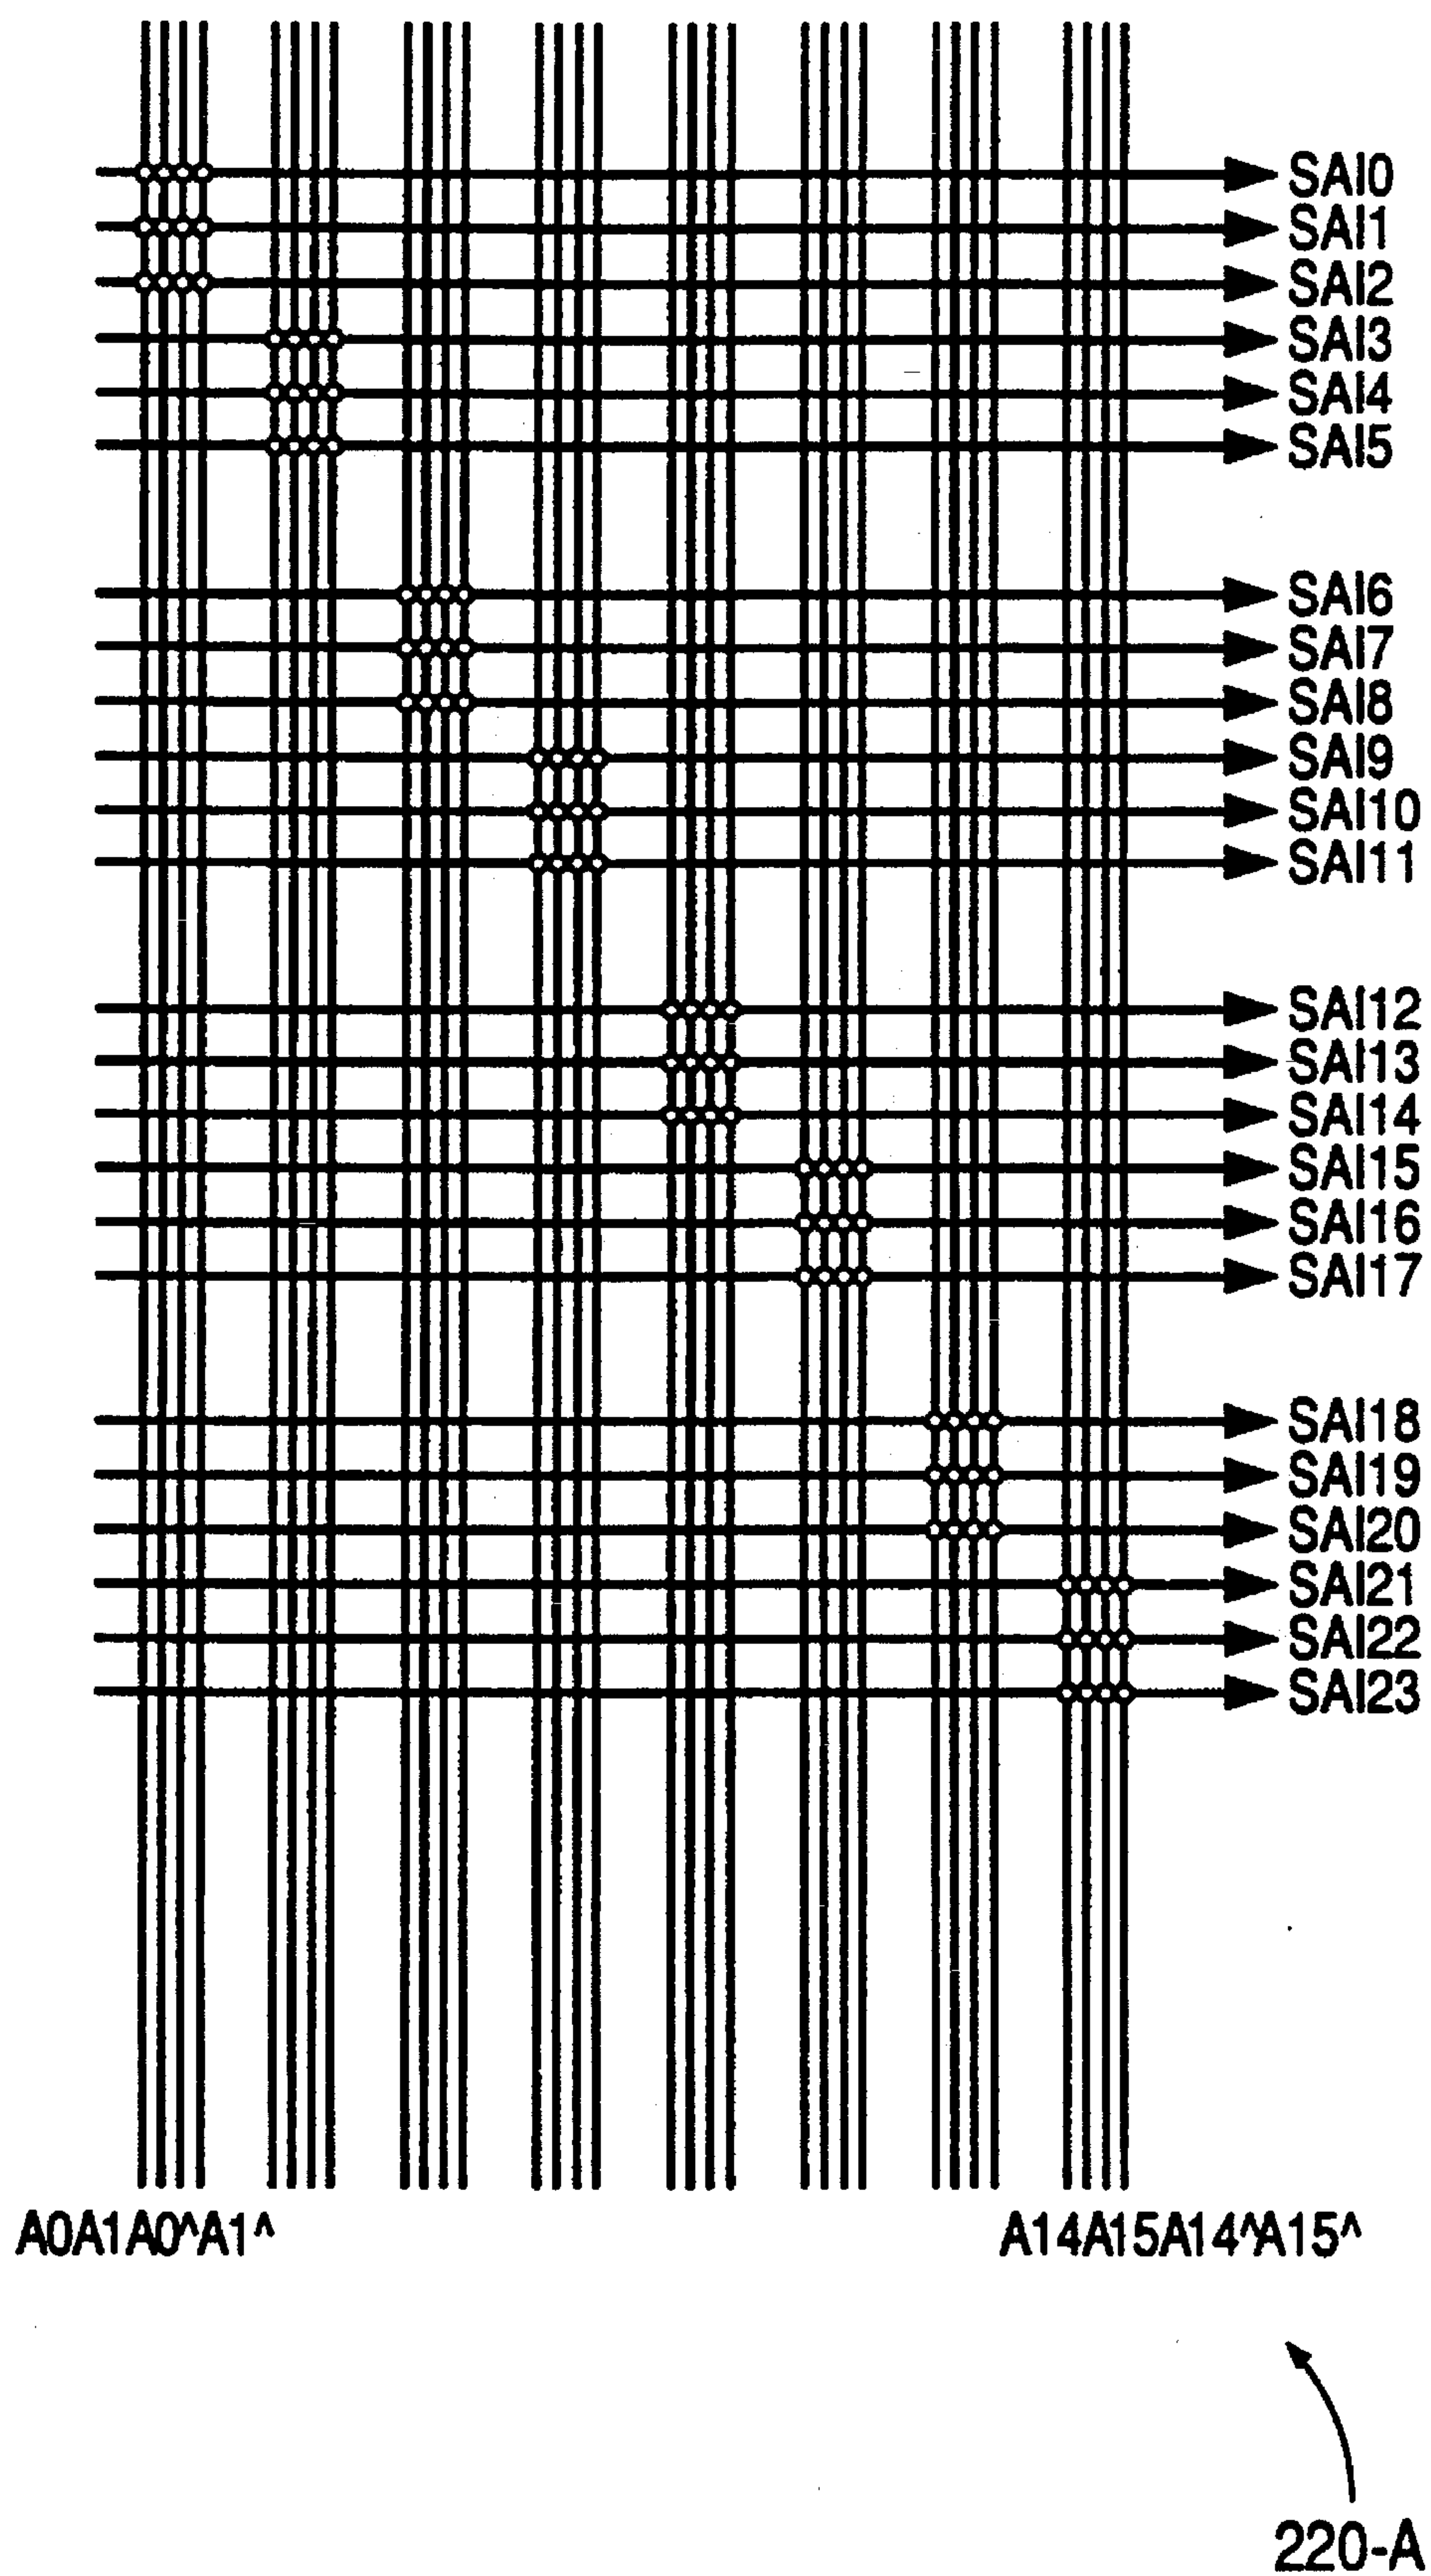 SAI0
SAI1
SAI2
SAI3
SAI4
SAI5
SAI6
SAI7
SAI8
SAI9
SAI10
SAI11
SAI12
SAI13
SAI14
SAI15
SAI16
SAI17
SAI18
SAI19
SAI20
SAI21
SAI22
SAI23
A0A1A0^A1^ A14A15A14^A15^
220-A